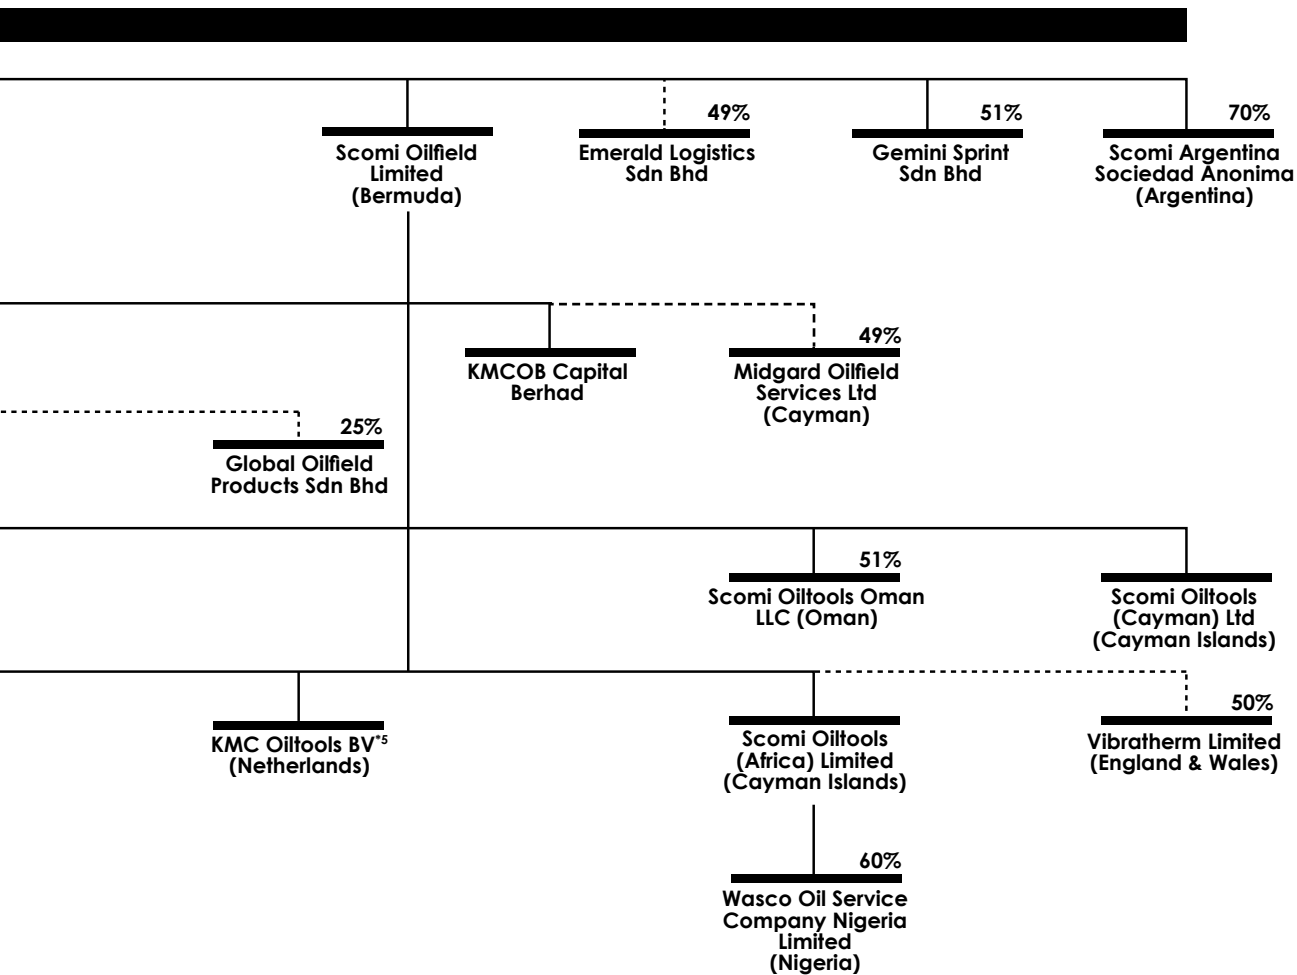 49%
51%
70%
Scomi Oilfield
Limited
(Bermuda)
Emerald Logistics
Sdn Bhd
Gemini Sprint
Sdn Bhd
Scomi Argentina
Sociedad Anonima
(Argentina)
49%
KMCOB Capital
Berhad
Midgard Oilfield
Services Ltd
(Cayman)
25%
Global Oilfield
Products Sdn Bhd
51%
Scomi Oiltools Oman
LLC (Oman)
Scomi Oiltools
(Cayman) Ltd
(Cayman Islands)
50%
KMC Oiltools BV*5
(Netherlands)
Scomi Oiltools
(Africa) Limited
(Cayman Islands)
Vibratherm Limited
(England & Wales)
60%
Wasco Oil Service
Company Nigeria
Limited
(Nigeria)